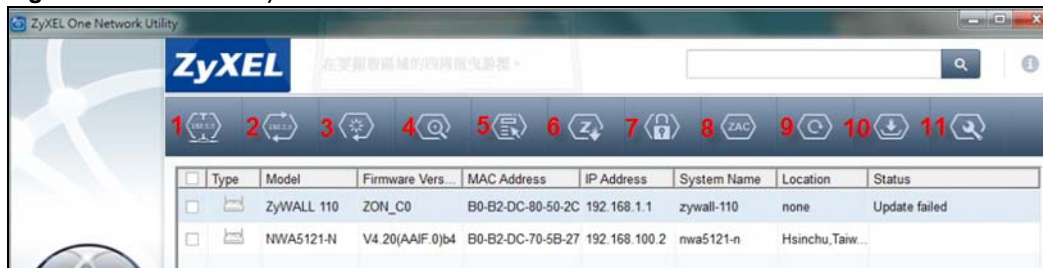 ZyXEL One Network Utility
ZyXEL
1 2 3 4 5 6 7 8 ZAC 9 10 11
Type Model Firmware Vers... MAC Address IP Address System Name Location Status
ZyWALL 110 ZON_C0 B0-B2-DC-80-50-2C 192.168.1.1 zywall-110 none Update failed
NWA5121-N V4.20(AAIF.0)b4 B0-B2-DC-70-5B-27 192.168.100.2 nwa5121-n Hsinchu,Taiw...